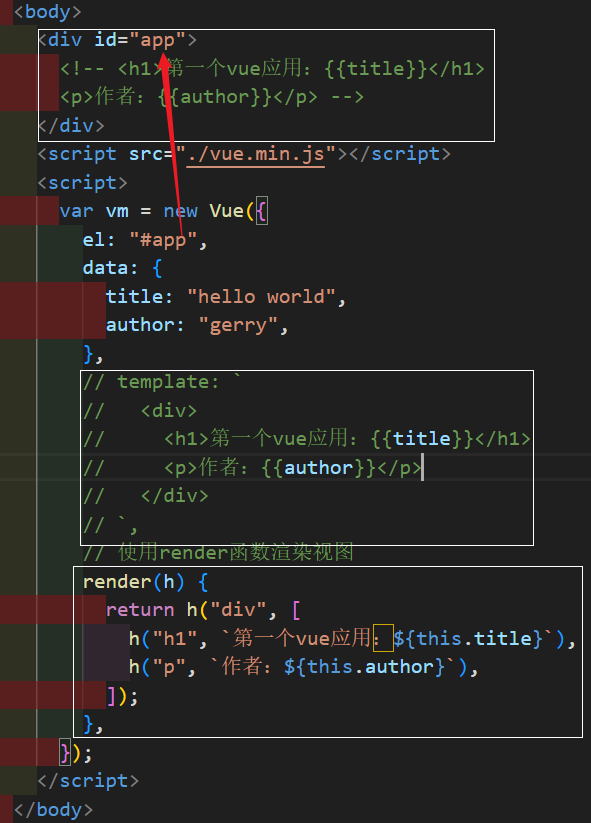 <body>
<div id="app">
<!-- <h1>第一个vue应用：{{title}}</h1>
<p>作者：{{author}}</p> -->
</div>
<script src="./vue.min.js"></script>
<script>
var vm = new Vue({
el: "#app",
data: {
title: "hello world",
author: "gerry",
},
// template: `
// <div>
// <h1>第一个vue应用：{{title}}</h1>
// <p>作者：{{author}}</p>
// </div>
// `,
// 使用render函数渲染视图
render(h) {
return h("div", [
h("h1", `第一个vue应用：${this.title}`),
h("p", `作者：${this.author}`),
]);
},
});
</script>
</body>